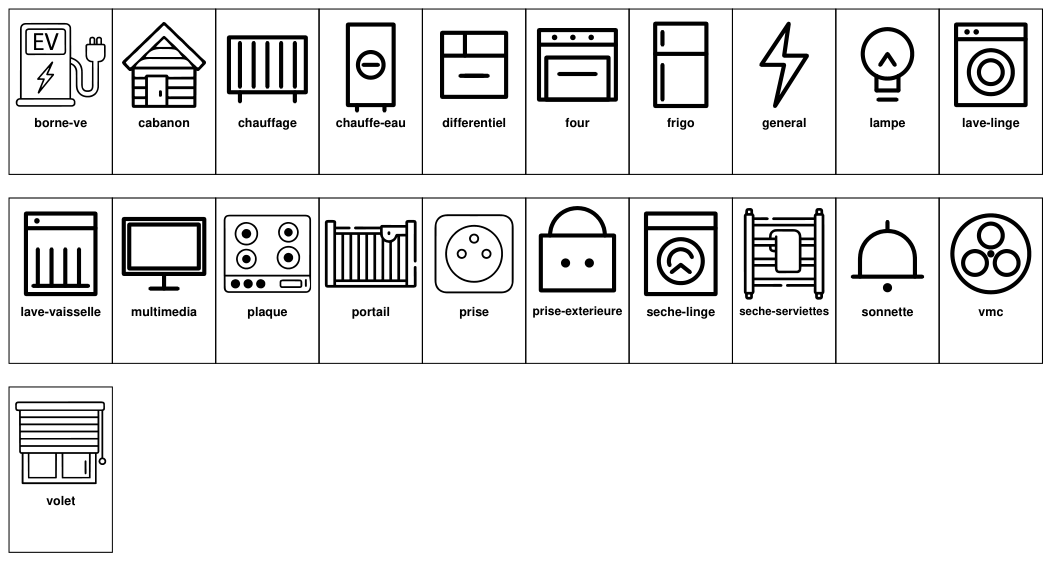 EV
borne-ve
cabanon
chauffage
chauffe-eau
differentiel
four
frigo
general
lampe
lave-linge
lave-vaisselle
multimedia
plaque
portail
prise
prise-exterieure
seche-linge
seche-serviettes
sonnette
vmc
volet